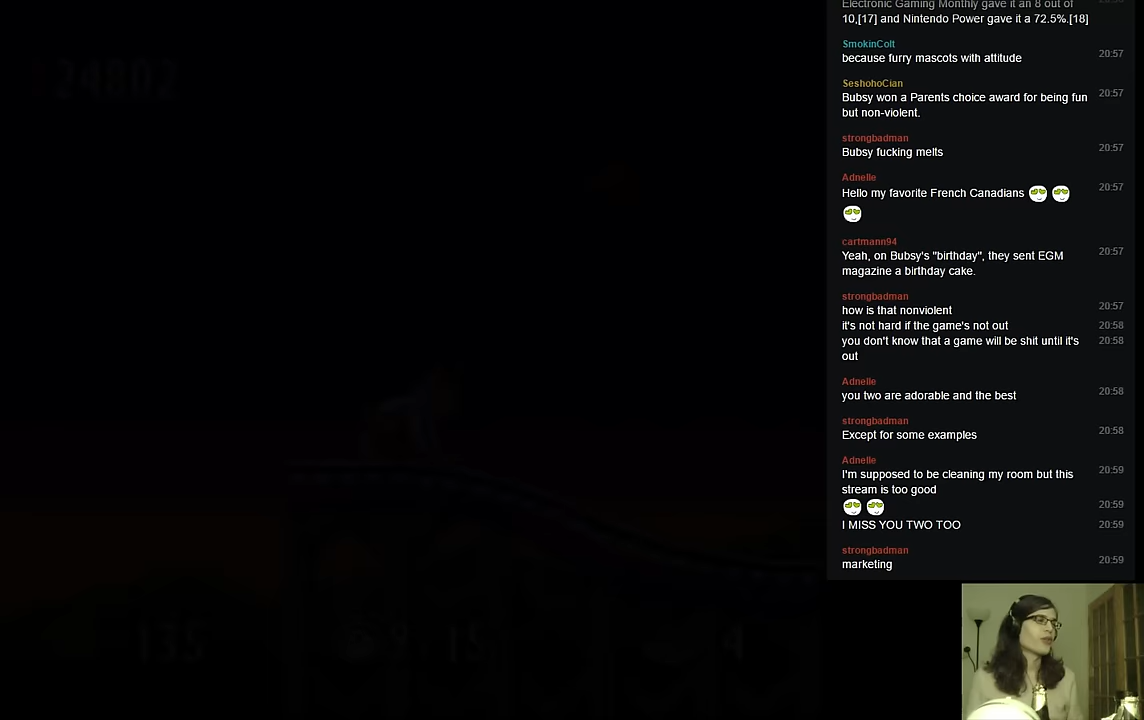 Electronic Gaming Monthly gave it an 8 out of
10,[17] and Nintendo Power gave it a 72.5%.[18]
SmokinColt
because furry mascots with attitude
20:57
SeshohoCian
Bubsy won a Parents choice award for being fun
but non-violent.
20:57
strongbadman
Bubsy fucking melts
20:57
Adnelle
Hello my favorite French Canadians
20:57
cartmann94
Yeah, on Bubsy's "birthday", they sent EGM
magazine a birthday cake.
20:57
strongbadman
how is that nonviolent
20:57
it's not hard if the game's not out
20:58
you don't know that a game will be shit until it's
out
20:58
Adnelle
you two are adorable and the best
20:58
strongbadman
Except for some examples
20:58
Adnelle
I'm supposed to be cleaning my room but this
stream is too good
20:59
20:59
I MISS YOU TWO TOO
20:59
strongbadman
marketing
20:59
24802
135
15
4